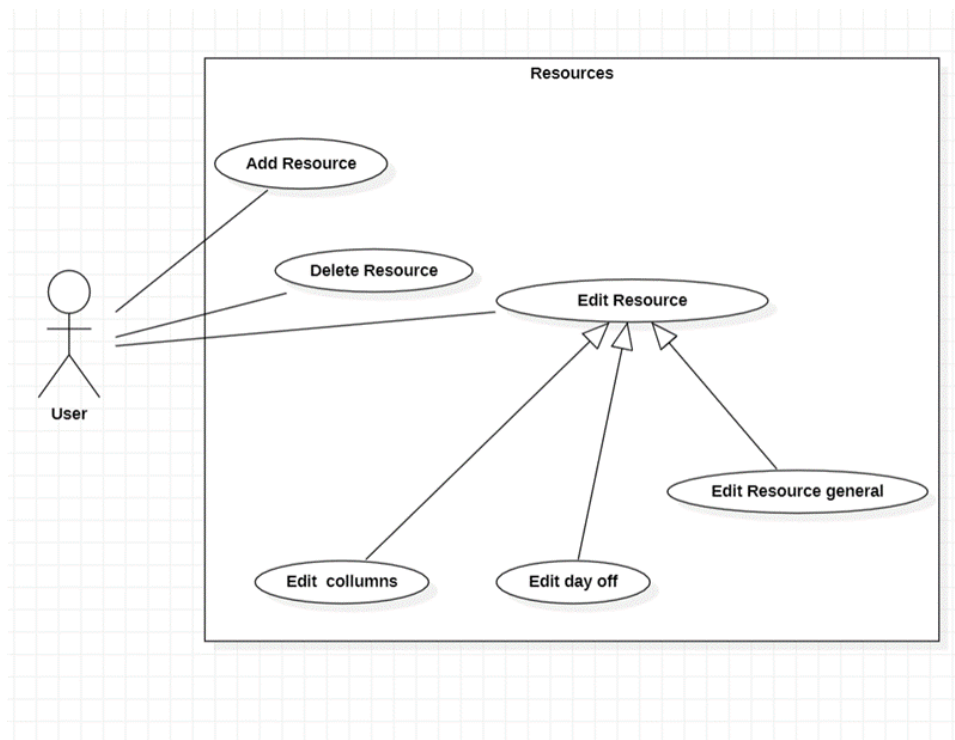 Resources
Add Resource
Delete Resource
Edit Resource
User
Edit Resource general
Edit  collumns
Edit day off